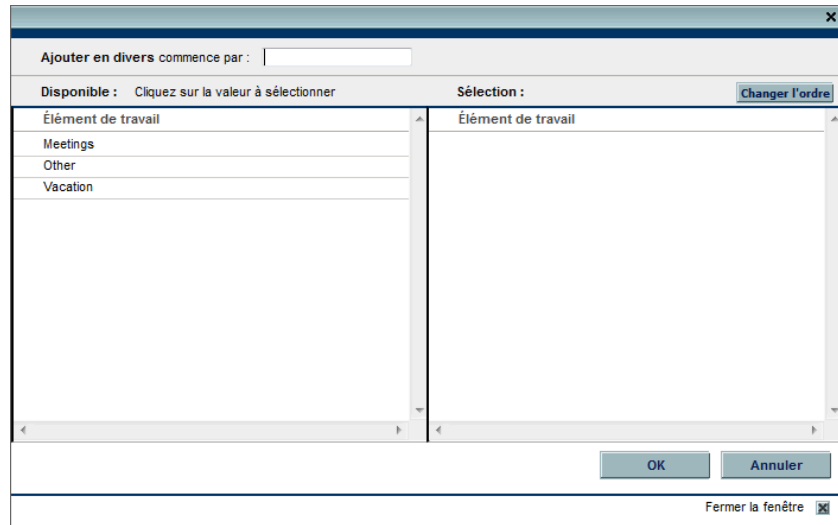 Ajouter en divers commence par :
Disponible : Cliquez sur la valeur à sélectionner Sélection : Changer l'ordre
Élément de travail Élément de travail
Meetings
Other
Vacation
OK Annuler
Fermer la fenêtre